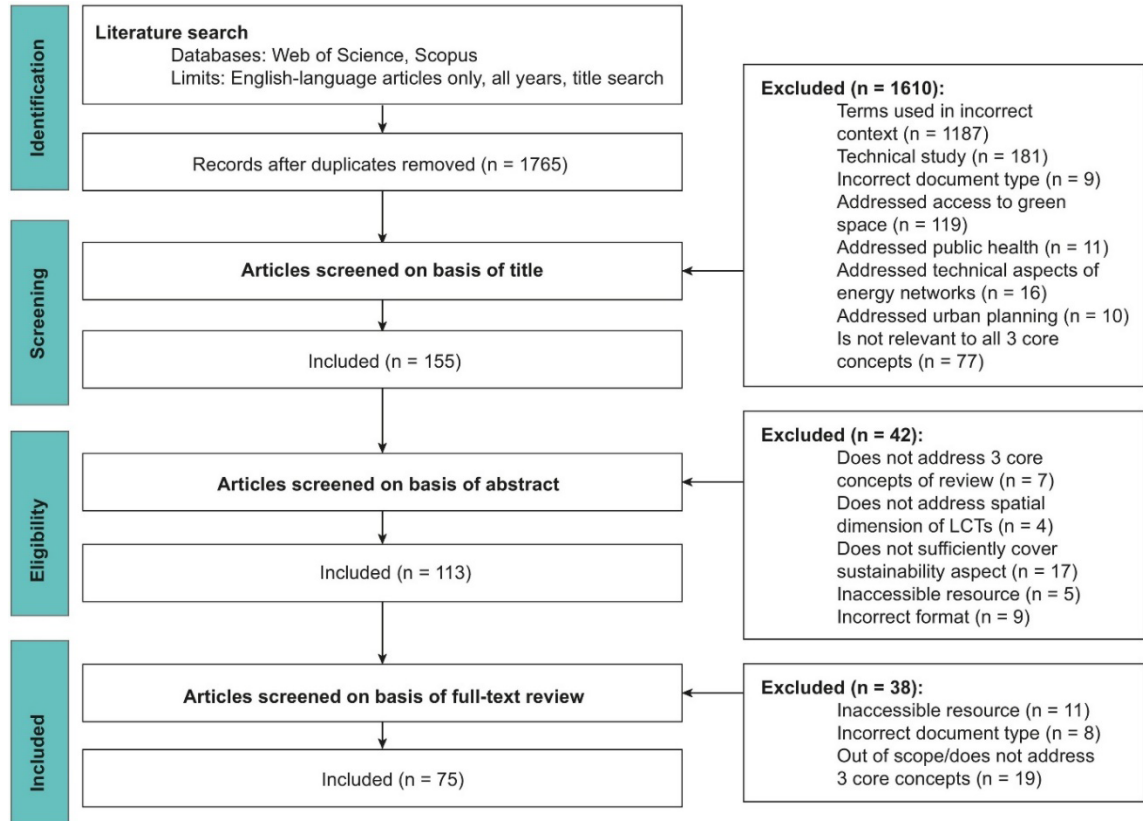 Identification
Literature search
Databases: Web of Science, Scopus
Limits: English-language articles only, all years, title search
Records after duplicates removed (n = 1765)
Excluded (n = 1610):
Terms used in incorrect
context (n = 1187)
Technical study (n = 181)
Incorrect document type (n = 9)
Addressed access to green
space (n = 119)
Addressed public health (n = 11)
Addressed technical aspects of
energy networks (n = 16)
Addressed urban planning (n = 10)
Is not relevant to all 3 core
concepts (n = 77)
Screening
Articles screened on basis of title
Included (n = 155)
Eligibility
Articles screened on basis of abstract
Included (n = 113)
Excluded (n = 42):
Does not address 3 core
concepts of review (n = 7)
Does not address spatial
dimension of LCTs (n = 4)
Does not sufficiently cover
sustainability aspect (n = 17)
Inaccessible resource (n = 5)
Incorrect format (n = 9)
Included
Articles screened on basis of full-text review
Included (n = 75)
Excluded (n = 38):
Inaccessible resource (n = 11)
Incorrect document type (n = 8)
Out of scope/does not address
3 core concepts (n = 19)